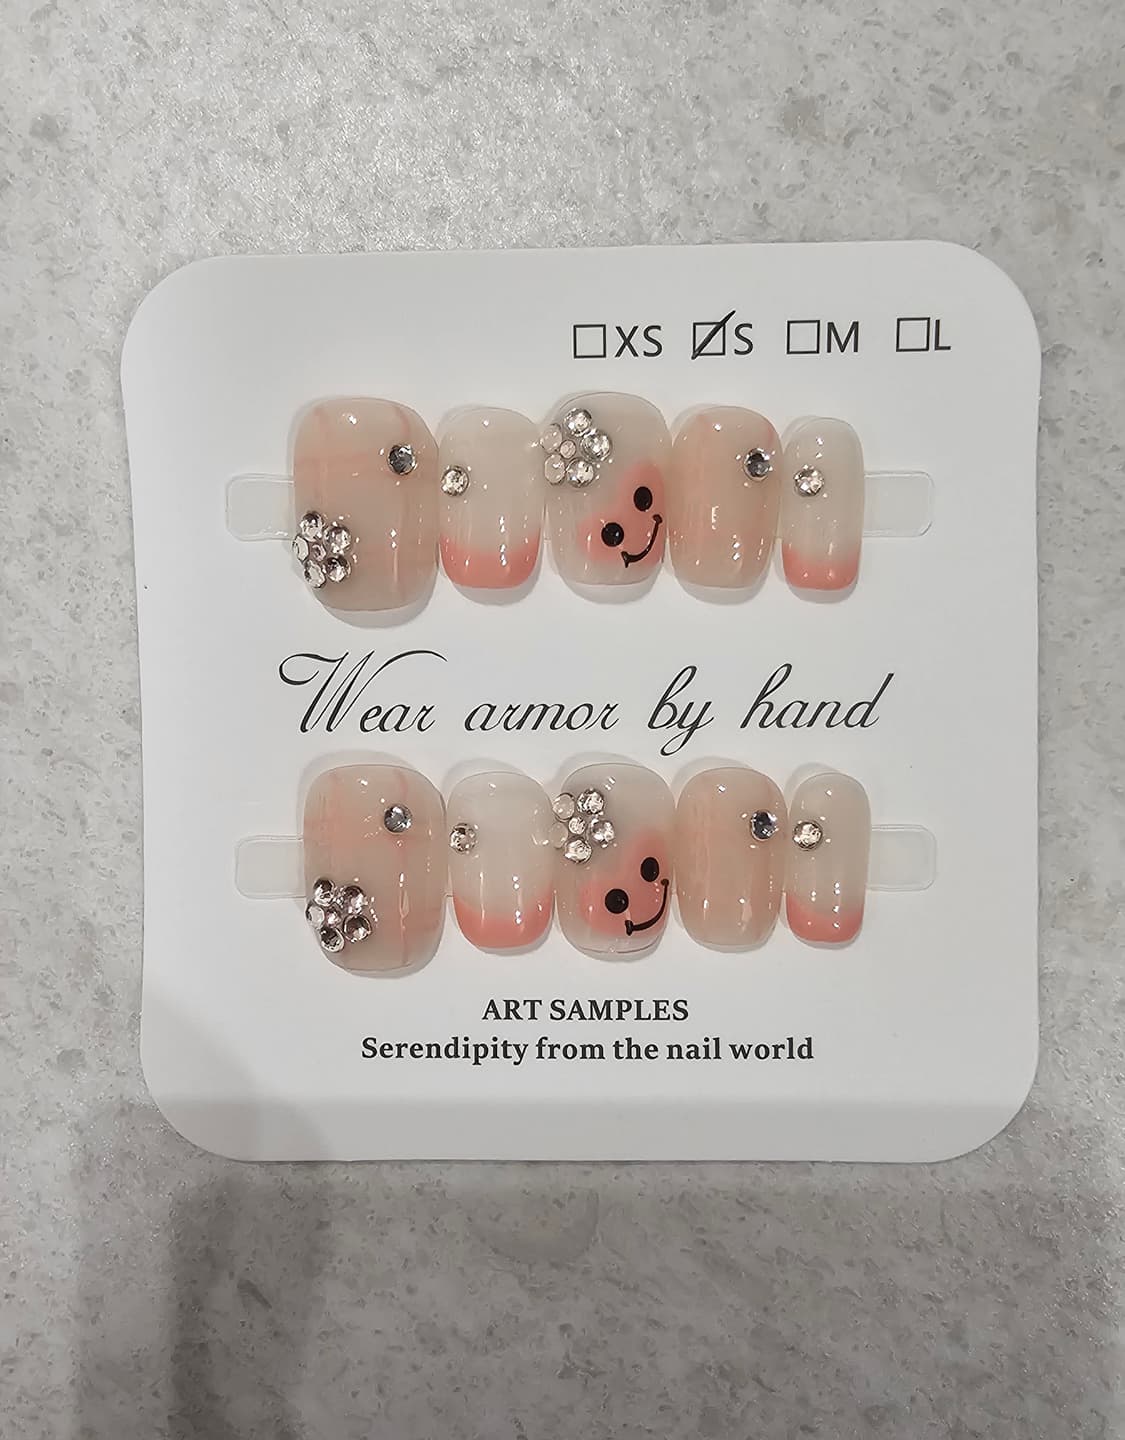 ☐XS ☑S ☐M ☐L
Wear armor by hand
ART SAMPLES
Serendipity from the nail world